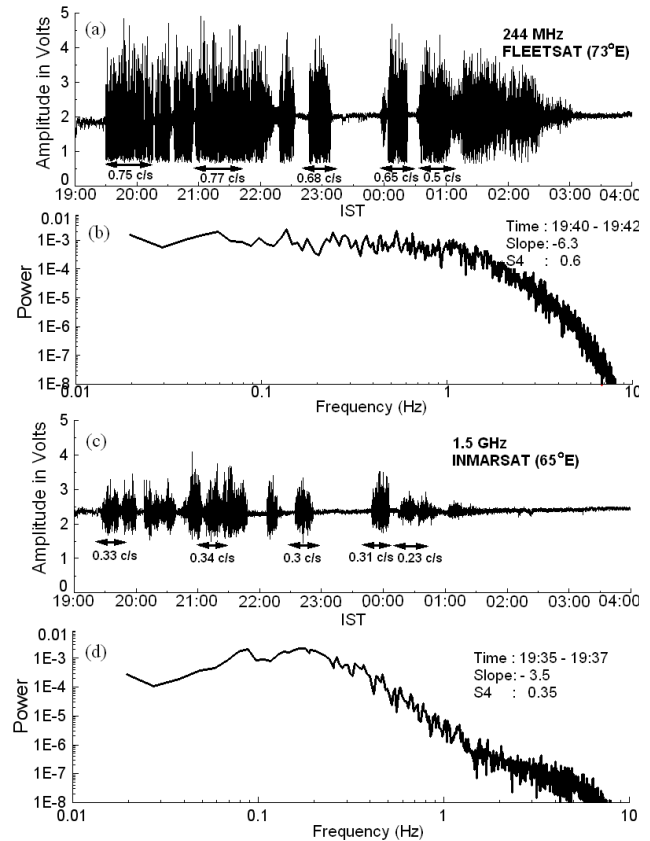 (a)
244 MHz
FLEETSAT (73°E)
Amplitude in Volts
5
4
3
2
1
0
0.75 c/s
0.77 c/s
0.68 c/s
0.65 c/s
0.5 c/s
19:00 20:00 21:00 22:00 23:00 00:00 01:00 02:00 03:00 04:00
IST
(b)
Time : 19:40 - 19:42
Slope: -6.3
S4 : 0.6
Power
0.01
1E-3
1E-4
1E-5
1E-6
1E-7
1E-8
0.01 0.1 1 10
Frequency (Hz)
(c)
1.5 GHz
INMARSAT (65°E)
Amplitude in Volts
5
4
3
2
1
0
0.33 c/s
0.34 c/s
0.3 c/s
0.31 c/s
0.23 c/s
19:00 20:00 21:00 22:00 23:00 00:00 01:00 02:00 03:00 04:00
IST
(d)
Time : 19:35 - 19:37
Slope: - 3.5
S4 : 0.35
Power
0.01
1E-3
1E-4
1E-5
1E-6
1E-7
1E-8
0.01 0.1 1 10
Frequency (Hz)